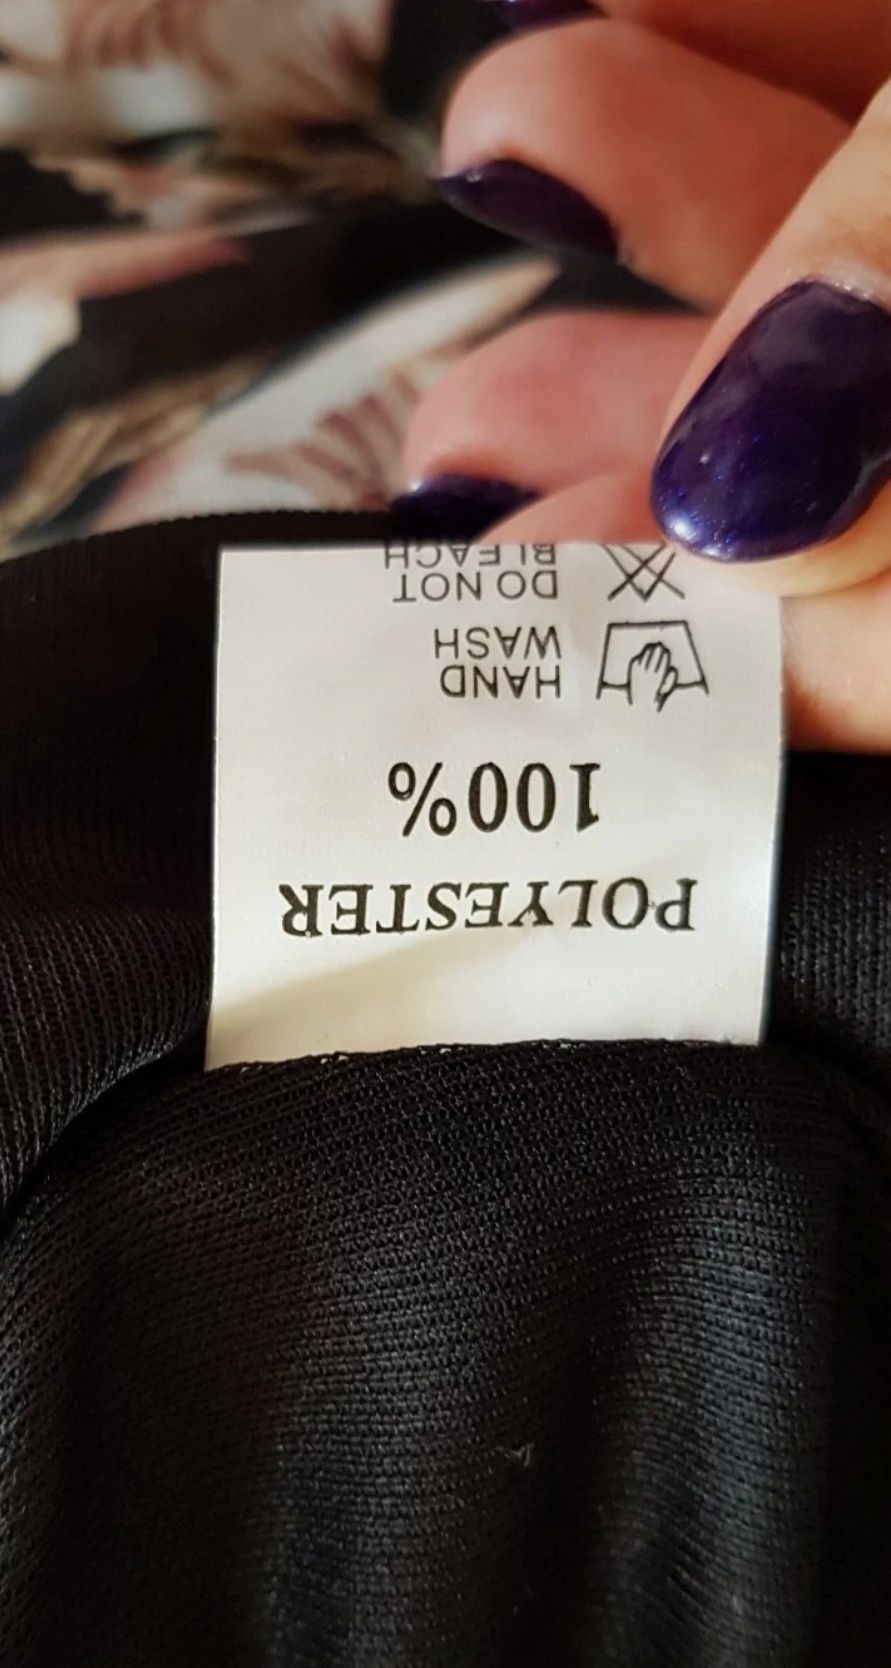 POLYESTER
100%
HAND
WASH
DO NOT
BLEACH